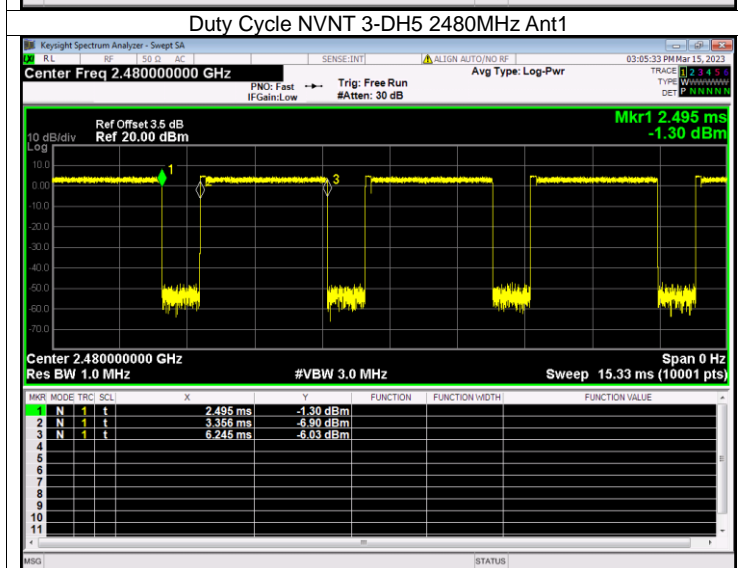 Duty Cycle NVNT 3-DH5 2480MHz Ant1
Keysight Spectrum Analyzer - Swept SA
RL RF 50 Ω AC SENSE:INT ALIGN AUTO/NO RF 03:05:33 PM Mar 15, 2023
Center Freq 2.480000000 GHz Avg Type: Log-Pwr TRACE 1 2 3 4 5 6
PNO: Fast Trig: Free Run TYPE W
IFGain:Low #Atten: 30 dB DET P N N N N N
Mkr1 2.495 ms
-1.30 dBm
Ref Offset 3.5 dB
10 dB/div Ref 20.00 dBm
Log
10.0
0.00
-10.0
-20.0
-30.0
-40.0
-50.0
-60.0
-70.0
1
2
3
Center 2.480000000 GHz Span 0 Hz
Res BW 1.0 MHz #VBW 3.0 MHz Sweep 15.33 ms (10001 pts)
MKR MODE TRC SCL X Y FUNCTION FUNCTION WIDTH FUNCTION VALUE
1 N 1 t 2.495 ms -1.30 dBm
2 N 1 t 3.356 ms -6.90 dBm
3 N 1 t 6.245 ms -6.03 dBm
4
5
6
7
8
9
10
11
MSG STATUS